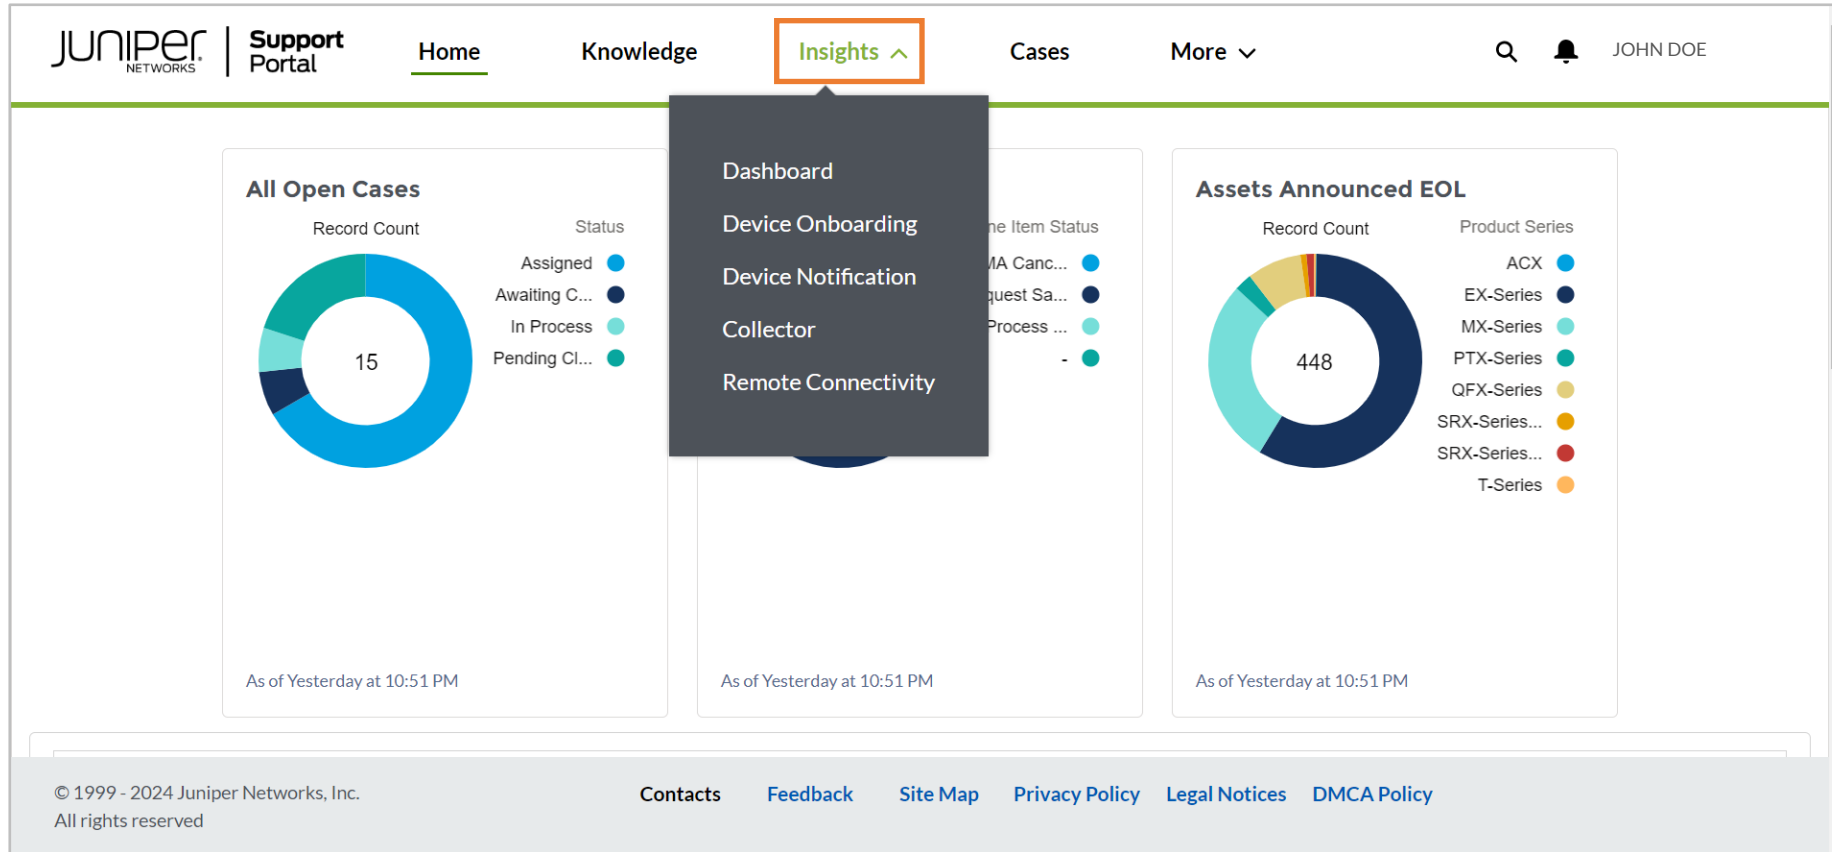 JUNIPER
NETWORKS
Support
Portal
Home
Knowledge
Insights
Cases
More
JOHN DOE
Dashboard
Device Onboarding
Device Notification
Collector
Remote Connectivity
All Open Cases
Record Count
Status
Assigned
Awaiting C...
In Process
Pending Cl...
15
As of Yesterday at 10:51 PM
Item Status
Canc...
Sa...
Process ...
-
As of Yesterday at 10:51 PM
Assets Announced EOL
Record Count
Product Series
ACX
EX-Series
MX-Series
PTX-Series
QFX-Series
SRX-Series...
SRX-Series...
T-Series
448
As of Yesterday at 10:51 PM
© 1999 - 2024 Juniper Networks, Inc.
All rights reserved
Contacts
Feedback
Site Map
Privacy Policy
Legal Notices
DMCA Policy